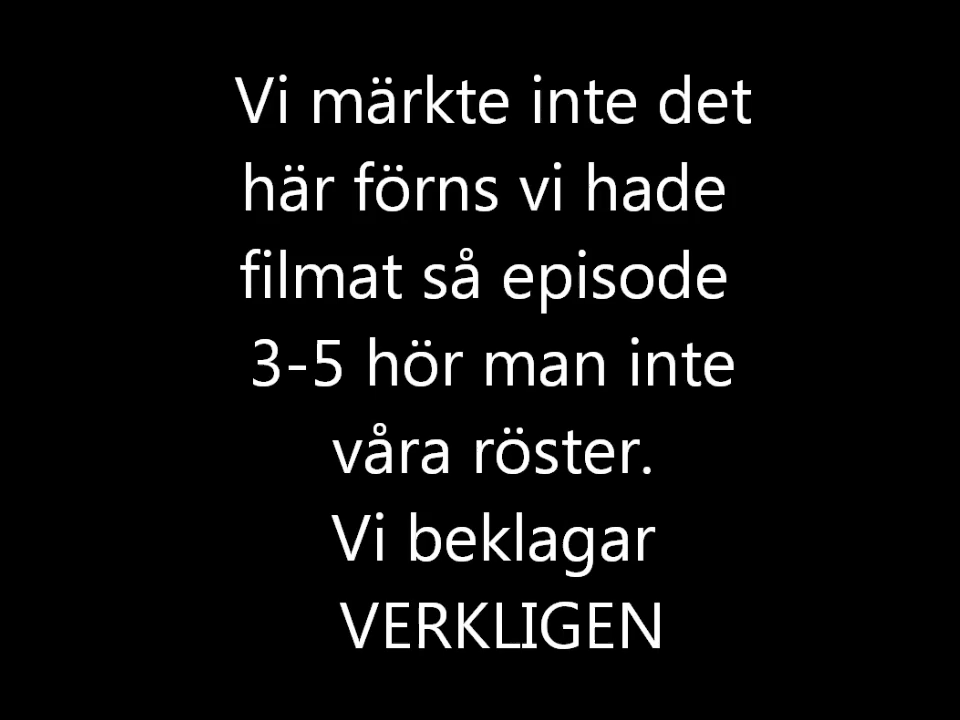 Vi märkte inte det
här förns vi hade
filmat så episode
3-5 hör man inte
våra röster.
Vi beklagar
VERKLIGEN